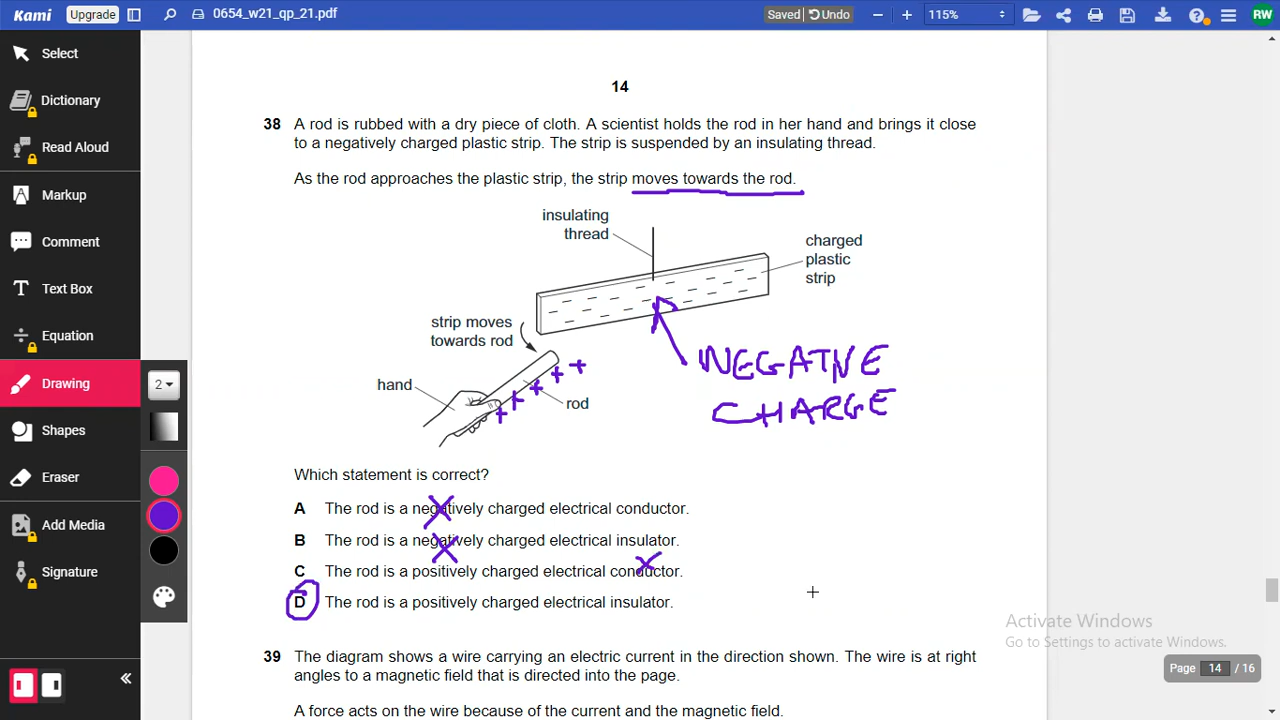 Kami Upgrade 0654_w21_qp_21.pdf Saved Undo 115% RW
Select
Dictionary
Read Aloud
Markup
Comment
Text Box
Equation
Drawing
2
Shapes
Eraser
Add Media
Signature
14
38 A rod is rubbed with a dry piece of cloth. A scientist holds the rod in her hand and brings it close
to a negatively charged plastic strip. The strip is suspended by an insulating thread.
As the rod approaches the plastic strip, the strip moves towards the rod.
insulating
thread
charged
plastic
strip
strip moves
towards rod
hand
rod
+ + + + +
NEGATIVE
CHARGE
Which statement is correct?
A The rod is a negatively charged electrical conductor.
B The rod is a negatively charged electrical insulator.
C The rod is a positively charged electrical conductor.
D The rod is a positively charged electrical insulator.
39 The diagram shows a wire carrying an electric current in the direction shown. The wire is at right
angles to a magnetic field that is directed into the page.
A force acts on the wire because of the current and the magnetic field.
Activate Windows
Go to Settings to activate Windows.
Page 14 / 16